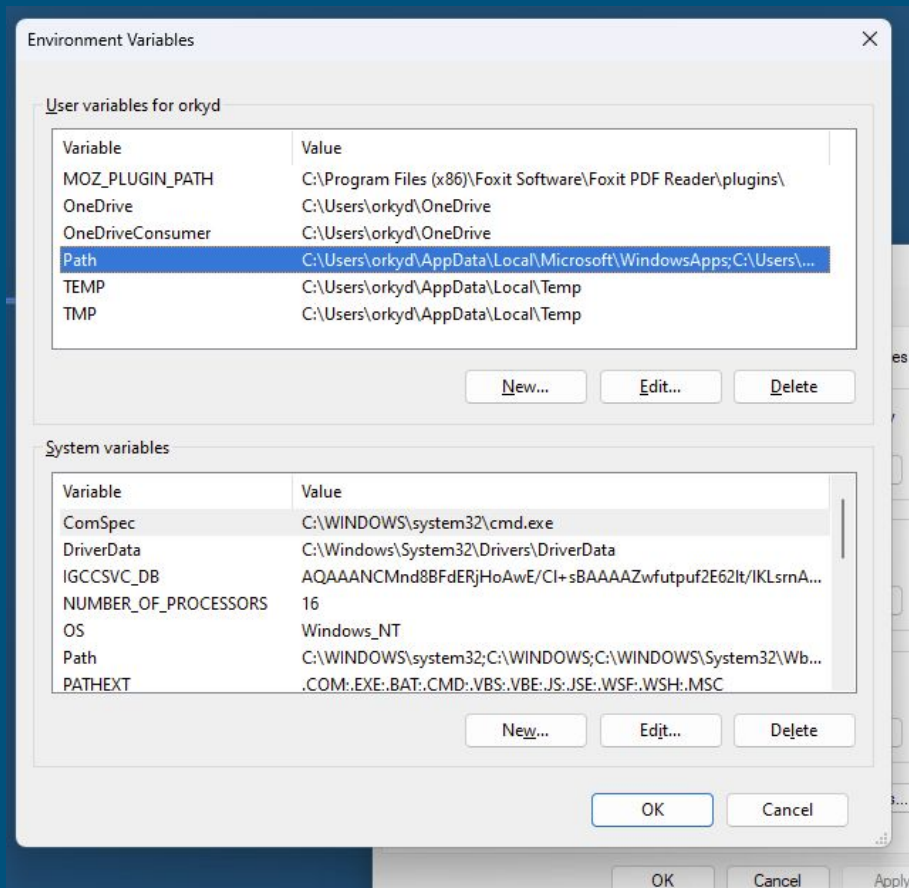 Environment Variables
User variables for orkyd
Variable Value
MOZ_PLUGIN_PATH C:\Program Files (x86)\Foxit Software\Foxit PDF Reader\plugins\
OneDrive C:\Users\orkyd\OneDrive
OneDriveConsumer C:\Users\orkyd\OneDrive
Path C:\Users\orkyd\AppData\Local\Microsoft\WindowsApps;C:\Users\...
TEMP C:\Users\orkyd\AppData\Local\Temp
TMP C:\Users\orkyd\AppData\Local\Temp
New... Edit... Delete
System variables
Variable Value
ComSpec C:\WINDOWS\system32\cmd.exe
DriverData C:\Windows\System32\Drivers\DriverData
IGCCSVC_DB
NUMBER_OF_PROCESSORS 16
OS Windows_NT
Path C:\WINDOWS\system32;C:\WINDOWS;C:\WINDOWS\System32\Wb...
PATHEXT .COM;.EXE;.BAT;.CMD;.VBS;.VBE;.JS;.JSE;.WSF;.WSH;.MSC
New... Edit... Delete
OK Cancel
OK Cancel Apply